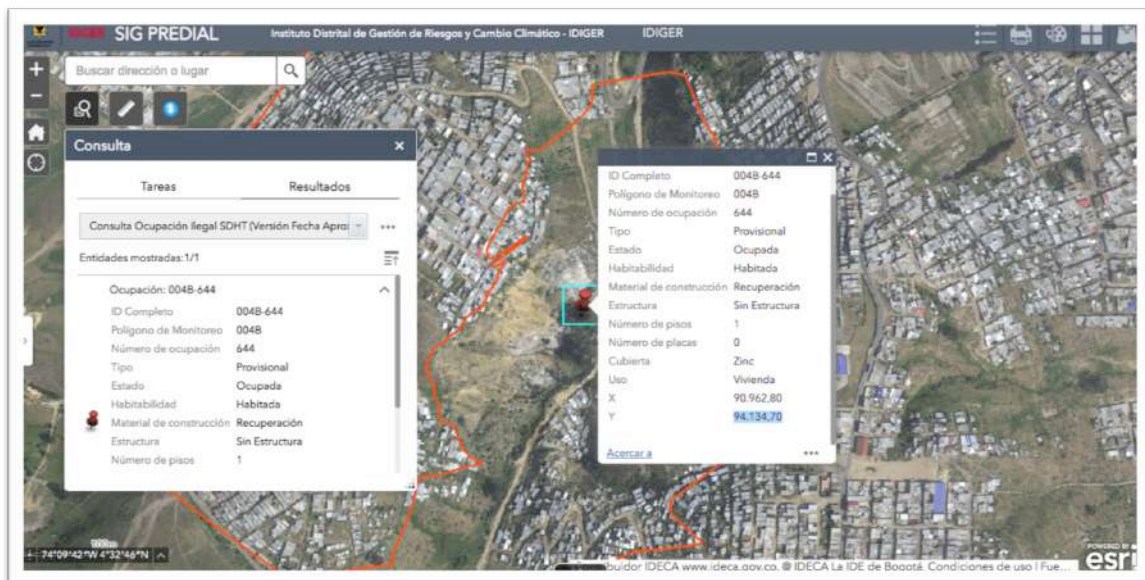 IDIGER SIG PREDIAL Instituto Distrital de Gestión de Riesgos y Cambio Climático - IDIGER IDIGER
+
Buscar dirección o lugar
−
Consulta ×
Tareas Resultados
Consulta Ocupación Ilegal SDHT (Versión Fecha Apro
Entidades mostradas:1/1
Ocupación: 004B-644
ID Completo 004B-644
Polígono de Monitoreo 004B
Número de ocupación 644
Tipo Provisional
Estado Ocupada
Habitabilidad Habitada
Material de construcción Recuperación
Estructura Sin Estructura
Número de pisos 1
ID Completo 004B-644
Polígono de Monitoreo 004B
Número de ocupación 644
Tipo Provisional
Estado Ocupada
Habitabilidad Habitada
Material de construcción Recuperación
Estructura Sin Estructura
Número de pisos 1
Número de placas 0
Cubierta Zinc
Uso Vivienda
X 90.962,80
Y 94.134,70
Acercar a •••
74°09'42"W 4°32'46"N
buidor IDECA www.ideca.gov.co. @ IDECA La IDE de Bogotá. Condiciones de uso | Fue...
POWERED BY
esri